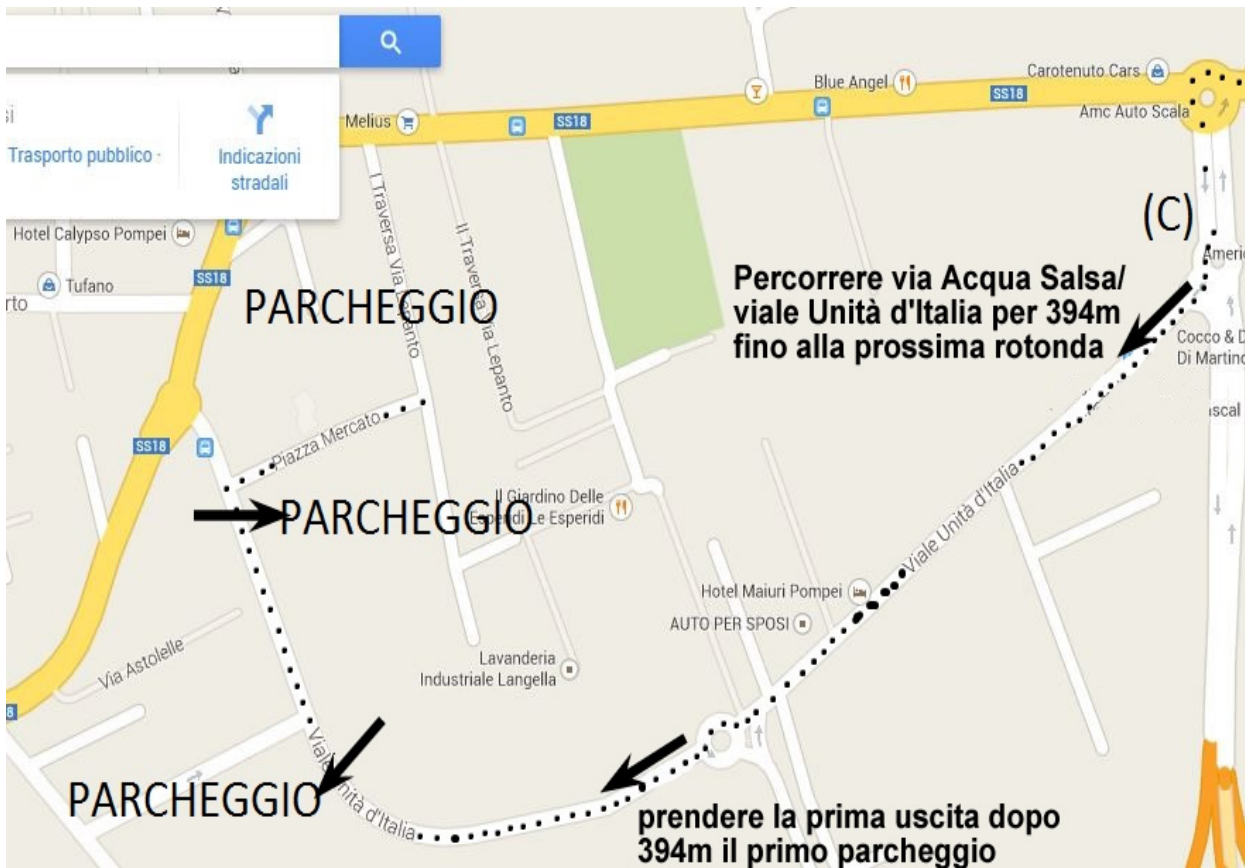 Trasporto pubblico -
Indicazioni
stradali
Melius
SS18
Blue Angel
Carotenuto Cars
SS18
Amc Auto Scala
Hotel Calypso Pompei
Tufano
SS18
I Traversa Via Lepanto
II Traversa Via Lepanto
PARCHEGGIO
(C)
Percorrere via Acqua Salsa/
viale Unità d'Italia per 394m
fino alla prossima rotonda
Cocco & D
Di Martino
SS18
Piazza Mercato
PARCHEGGIO
Il Giardino Delle
Esperidi Le Esperidi
Viale Unità d'Italia
Hotel Maiuri Pompei
AUTO PER SPOSI
Via Astolelle
Lavanderia
Industriale Langella
Viale Unità d'Italia
PARCHEGGIO
prendere la prima uscita dopo
394m il primo parcheggio